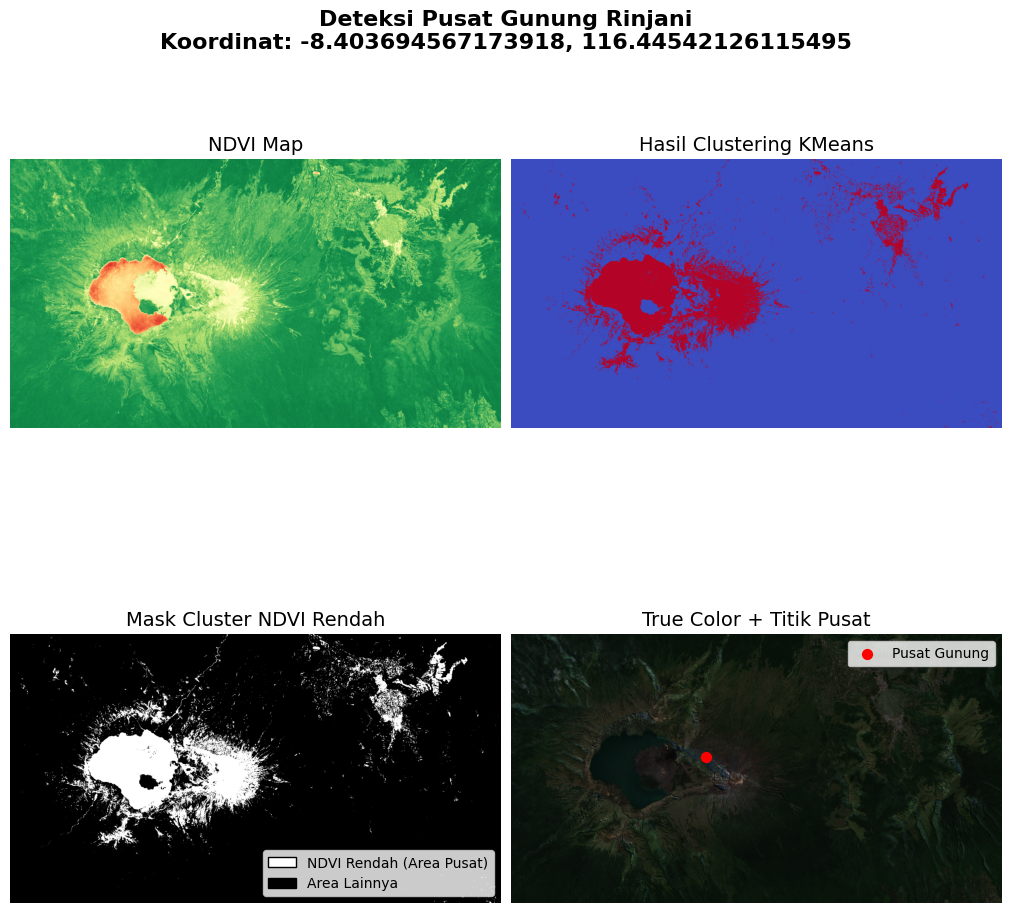 Deteksi Pusat Gunung Rinjani
Koordinat: -8.403694567173918, 116.44542126115495
NDVI Map
Hasil Clustering KMeans
Mask Cluster NDVI Rendah
True Color + Titik Pusat
Pusat Gunung
NDVI Rendah (Area Pusat)
Area Lainnya